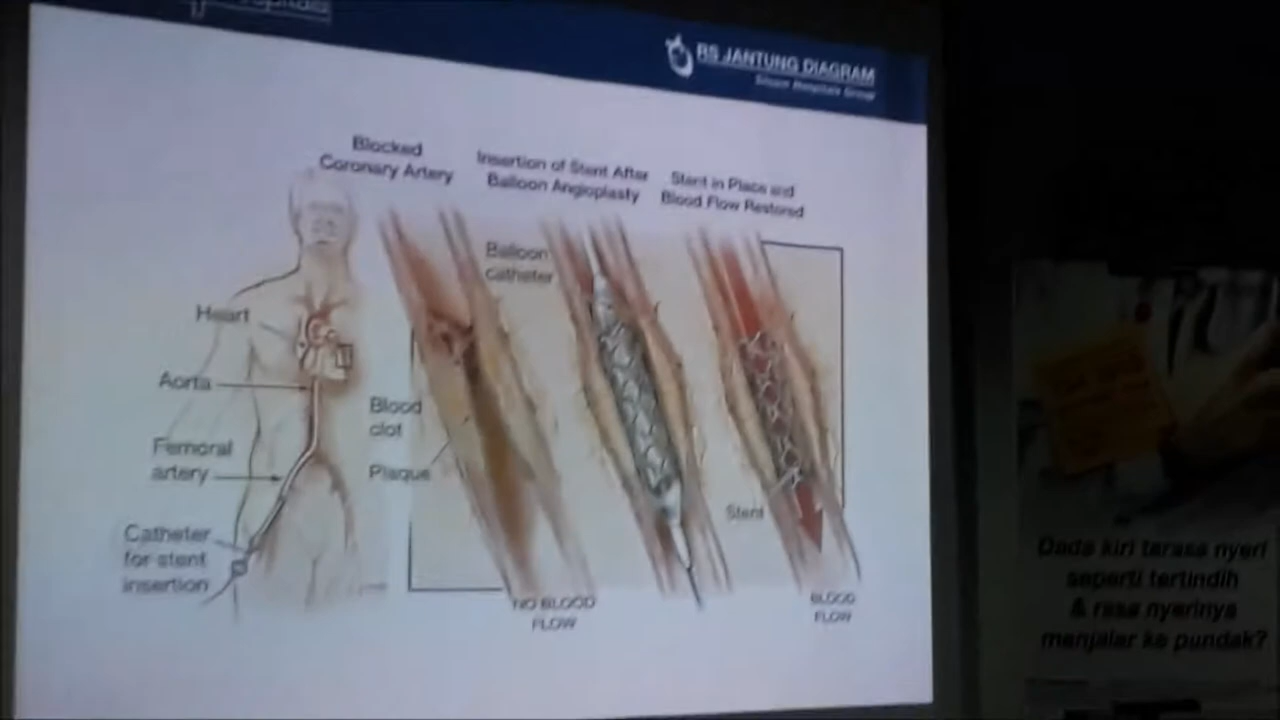 RS JANTUNG DIAGRAM
Siloam Hospitals Group
Blocked
Coronary Artery
Insertion of Stent After
Balloon Angioplasty
Stent in Place and
Blood Flow Restored
Balloon
catheter
Heart
Aorta
Blood
clot
Femoral
artery
Plaque
Stent
Catheter
for stent
insertion
NO BLOOD
FLOW
BLOOD
FLOW
Dada kiri terasa nyeri
seperti tertindih
& rasa nyerinya
menjalar ke pundak?